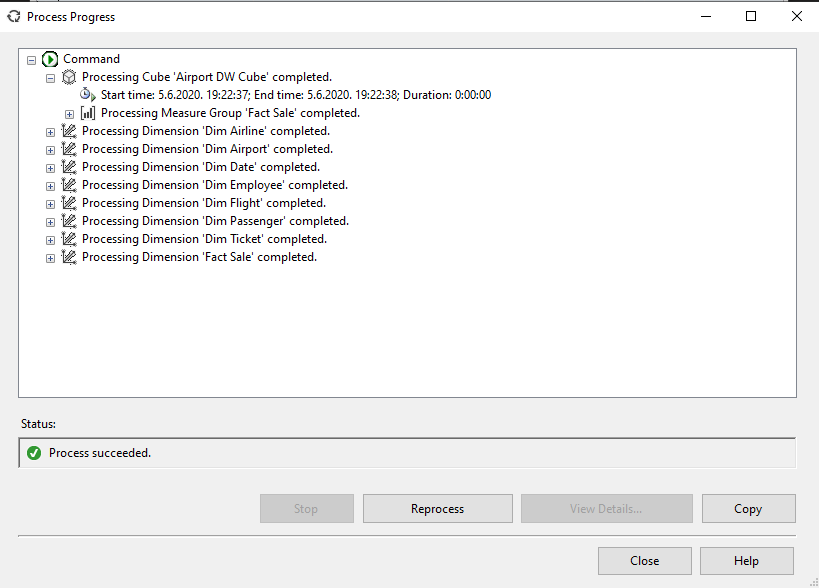 Process Progress
Command
Processing Cube 'Airport DW Cube' completed.
Start time: 5.6.2020. 19:22:37; End time: 5.6.2020. 19:22:38; Duration: 0:00:00
Processing Measure Group 'Fact Sale' completed.
Processing Dimension 'Dim Airline' completed.
Processing Dimension 'Dim Airport' completed.
Processing Dimension 'Dim Date' completed.
Processing Dimension 'Dim Employee' completed.
Processing Dimension 'Dim Flight' completed.
Processing Dimension 'Dim Passenger' completed.
Processing Dimension 'Dim Ticket' completed.
Processing Dimension 'Fact Sale' completed.
Status:
Process succeeded.
Stop Reprocess View Details... Copy
Close Help